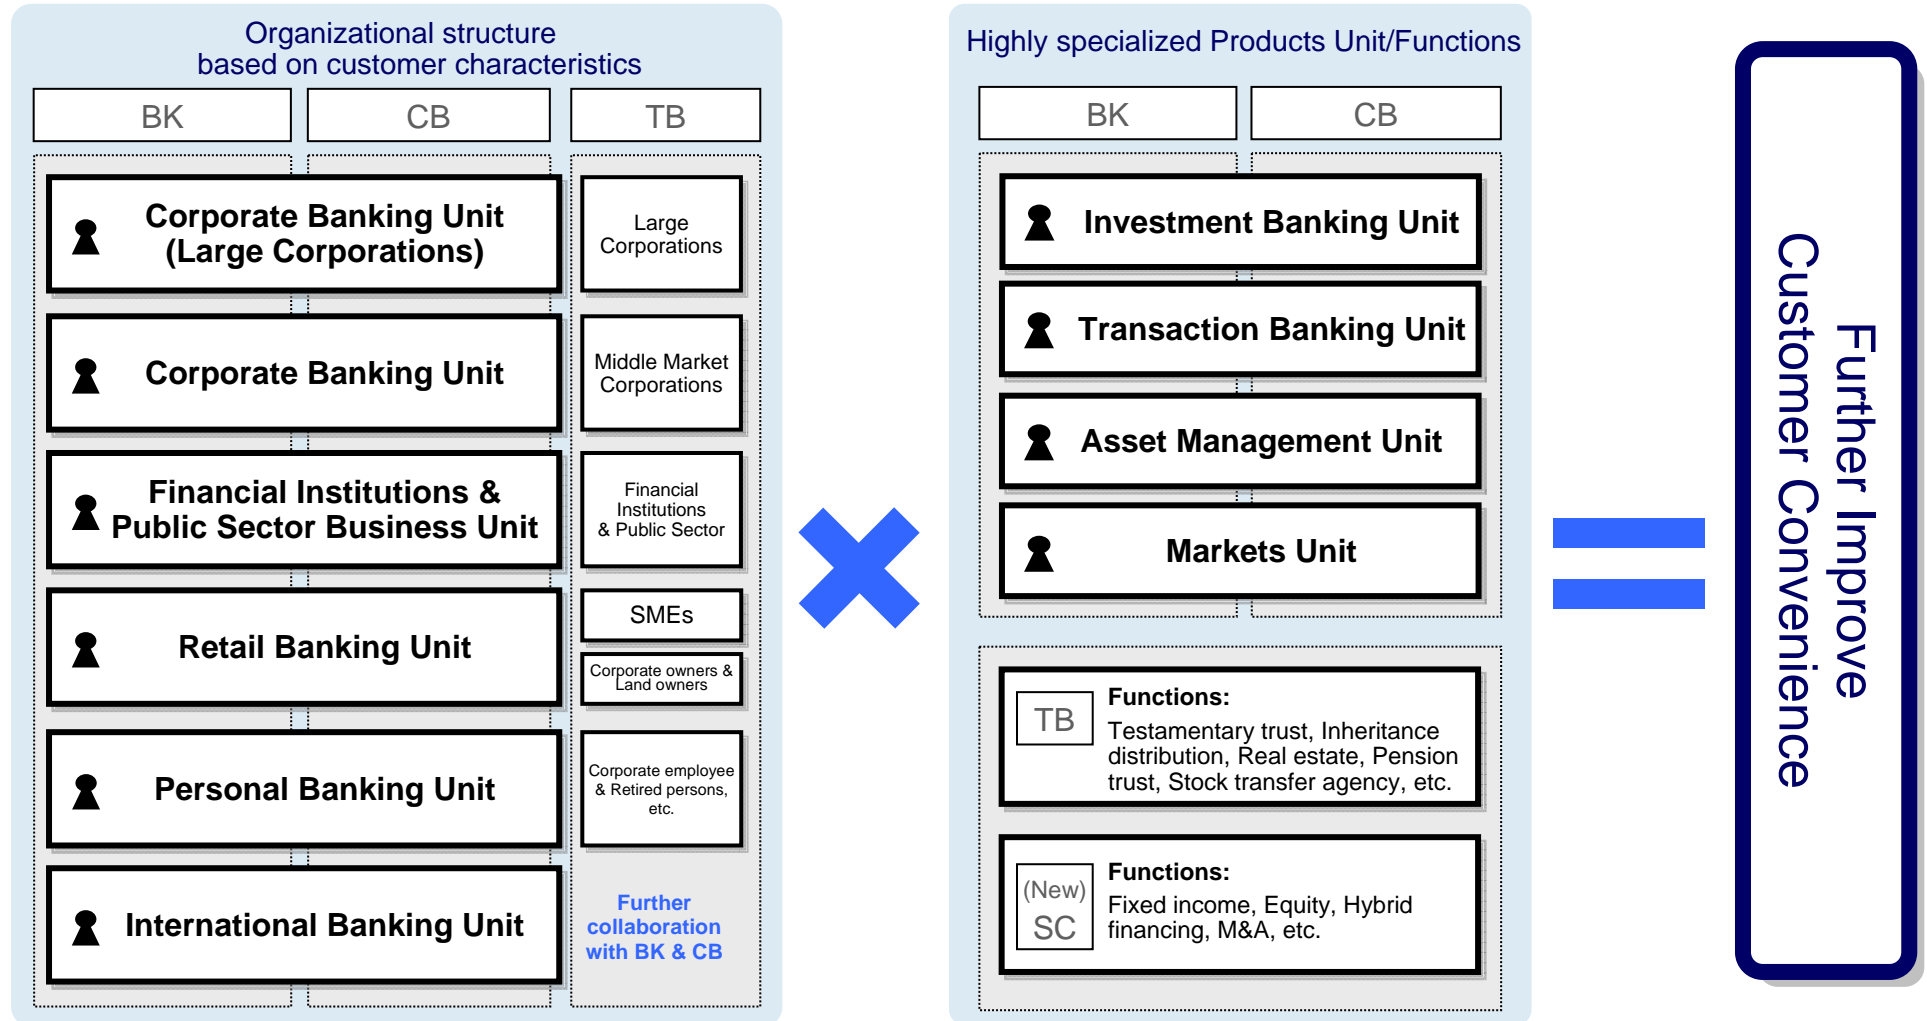 Organizational structure
based on customer characteristics
BK
CB
TB
Corporate Banking Unit
(Large Corporations)
Large
Corporations
Corporate Banking Unit
Middle Market
Corporations
Financial Institutions &
Public Sector Business Unit
Financial
Institutions
& Public Sector
Retail Banking Unit
SMEs
Corporate owners &
Land owners
Personal Banking Unit
Corporate employee
& Retired persons,
etc.
International Banking Unit
Further
collaboration
with BK & CB
Highly specialized Products Unit/Functions
BK
CB
Investment Banking Unit
Transaction Banking Unit
Asset Management Unit
Markets Unit
TB
Functions:
Testamentary trust, Inheritance
distribution, Real estate, Pension
trust, Stock transfer agency, etc.
(New)
SC
Functions:
Fixed income, Equity, Hybrid
financing, M&A, etc.
Further Improve
Customer Convenience